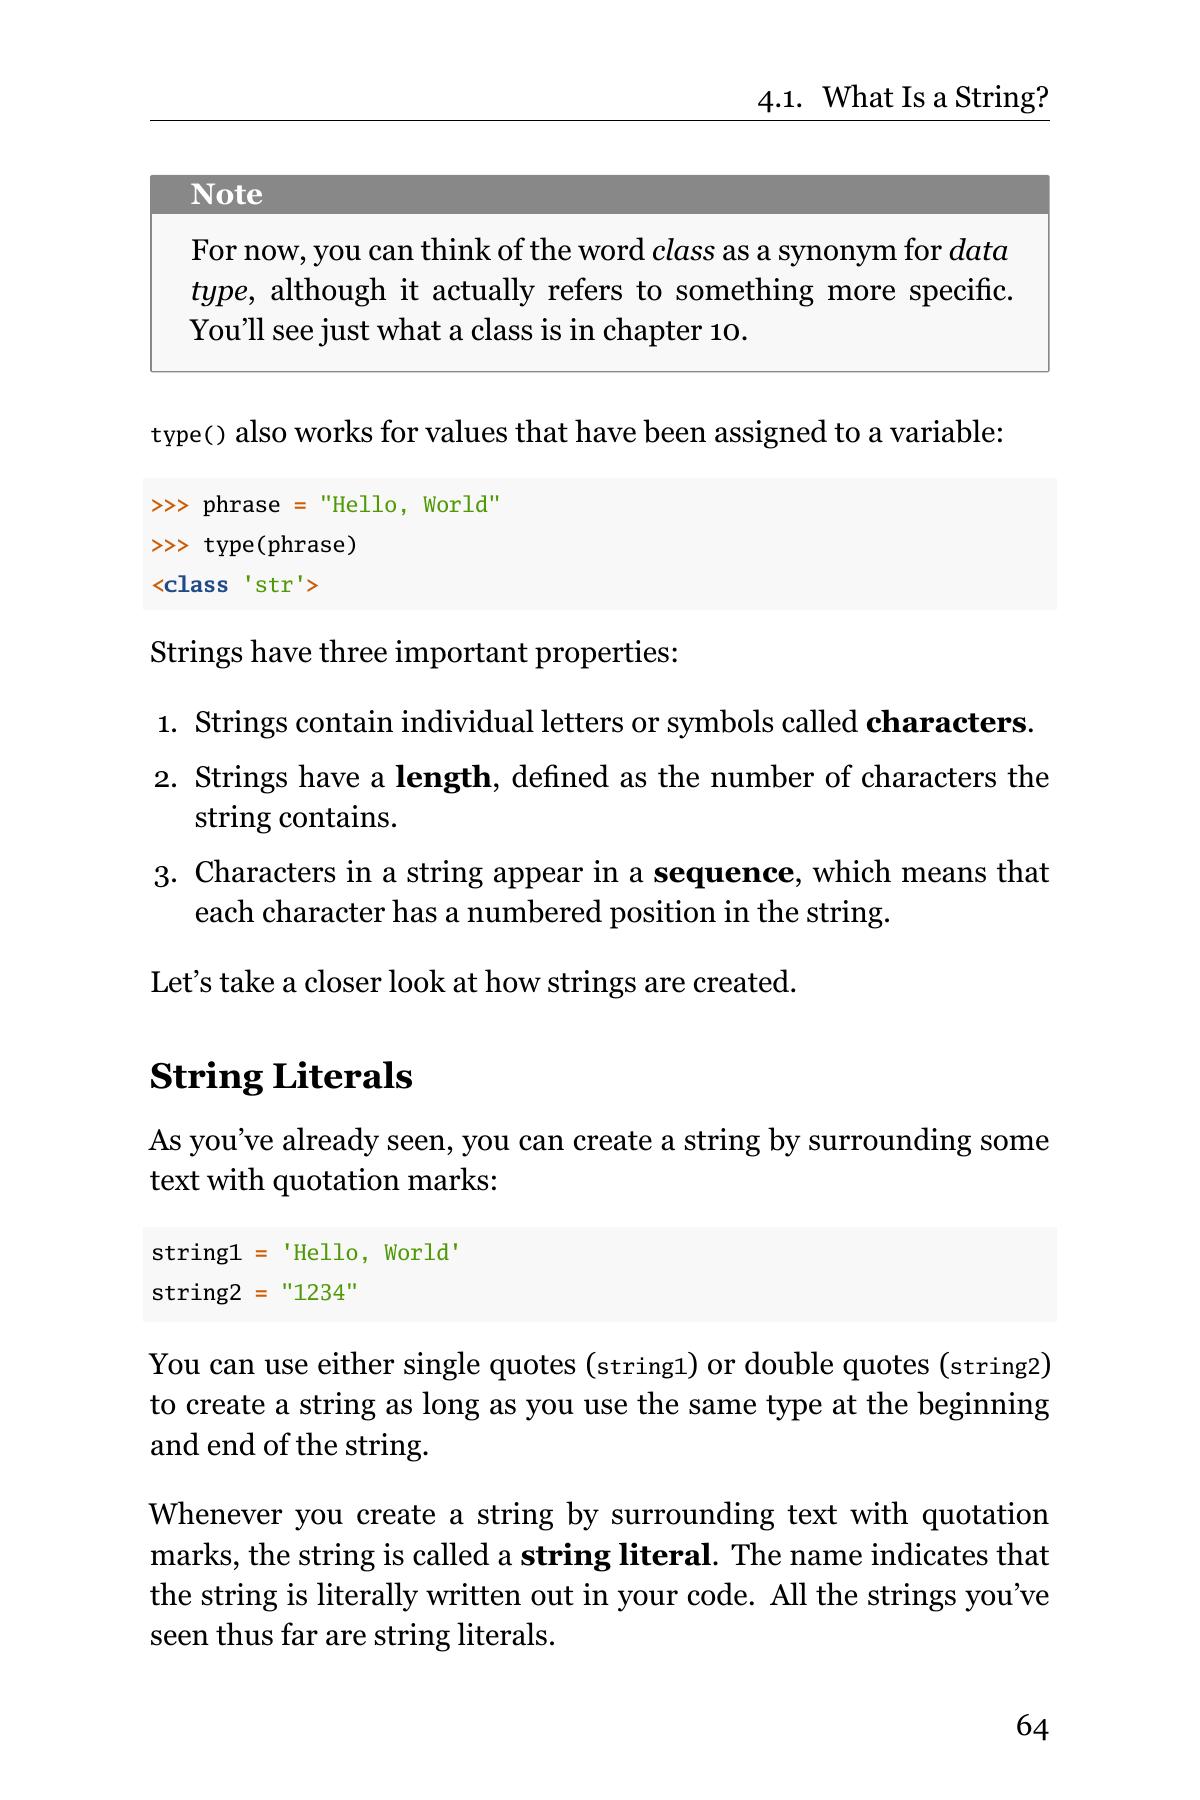 4.1. What Is a String?
Note
For now, you can think of the word class as a synonym for data
type, although it actually refers to something more specific.
You’ll see just what a class is in chapter 10.
type() also works for values that have been assigned to a variable:
>>> phrase = "Hello, World"
>>> type(phrase)
<class 'str'>
Strings have three important properties:
1. Strings contain individual letters or symbols called characters.
2. Strings have a length, defined as the number of characters the
string contains.
3. Characters in a string appear in a sequence, which means that
each character has a numbered position in the string.
Let’s take a closer look at how strings are created.
String Literals
As you’ve already seen, you can create a string by surrounding some
text with quotation marks:
string1 = 'Hello, World'
string2 = "1234"
You can use either single quotes (string1) or double quotes (string2)
to create a string as long as you use the same type at the beginning
and end of the string.
Whenever you create a string by surrounding text with quotation
marks, the string is called a string literal. The name indicates that
the string is literally written out in your code. All the strings you’ve
seen thus far are string literals.
64